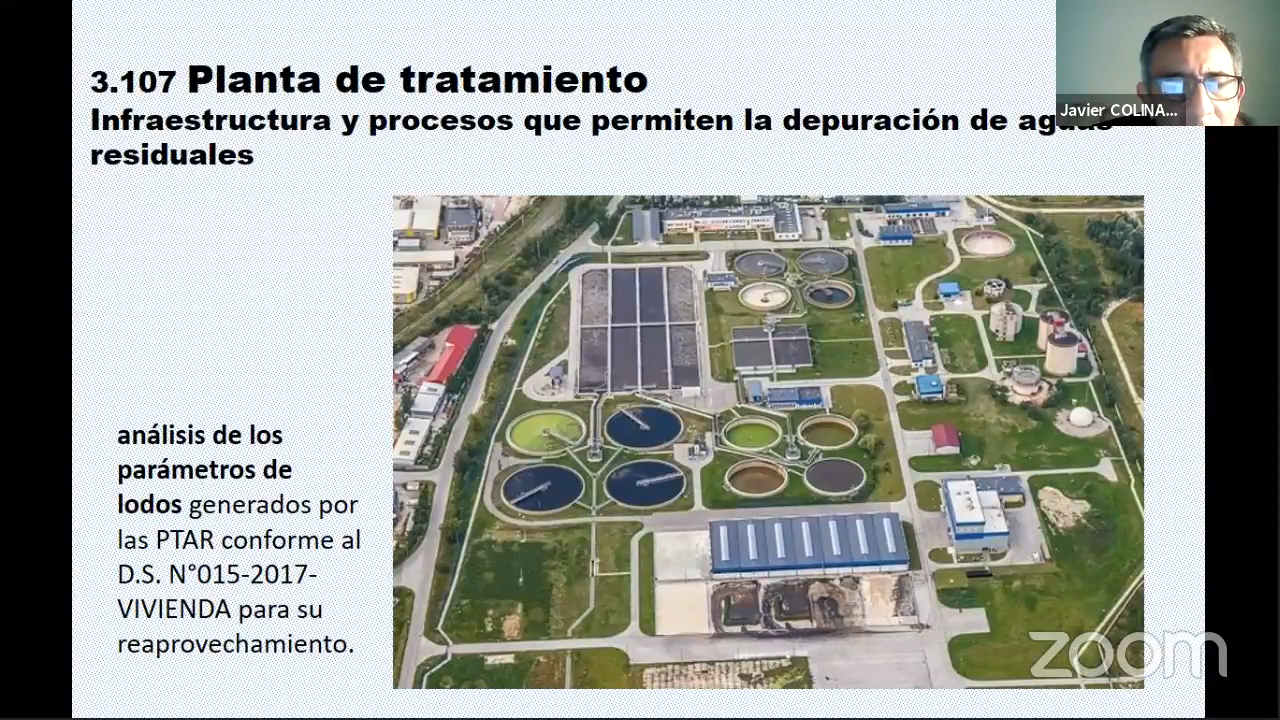 3.107 Planta de tratamiento
Infraestructura y procesos que permiten la depuración de aguas
residuales
Javier COLINA...
análisis de los
parámetros de
lodos generados por
las PTAR conforme al
D.S. N°015-2017-
VIVIENDA para su
reaprovechamiento.
zoom